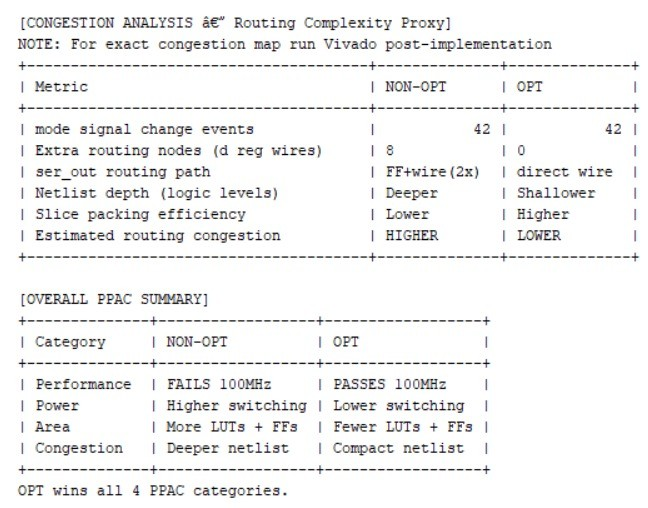 [CONGESTION ANALYSIS â€” Routing Complexity Proxy]
NOTE: For exact congestion map run Vivado post-implementation
+---------------------------------------+--------------+--------------+
| Metric                                | NON-OPT      | OPT          |
+---------------------------------------+--------------+--------------+
| mode signal change events             |           42 |           42 |
| Extra routing nodes (d reg wires)     | 8            | 0            |
| ser_out routing path                  | FF+wire(2x)  | direct wire  |
| Netlist depth (logic levels)          | Deeper       | Shallower    |
| Slice packing efficiency              | Lower        | Higher       |
| Estimated routing congestion          | HIGHER       | LOWER        |
+---------------------------------------+--------------+--------------+
[OVERALL PPAC SUMMARY]
+--------------+------------------+------------------+
| Category     | NON-OPT          | OPT              |
+--------------+------------------+------------------+
| Performance  | FAILS 100MHz     | PASSES 100MHz    |
| Power        | Higher switching | Lower switching  |
| Area         | More LUTs + FFs  | Fewer LUTs + FFs |
| Congestion   | Deeper netlist   | Compact netlist  |
+--------------+------------------+------------------+
OPT wins all 4 PPAC categories.